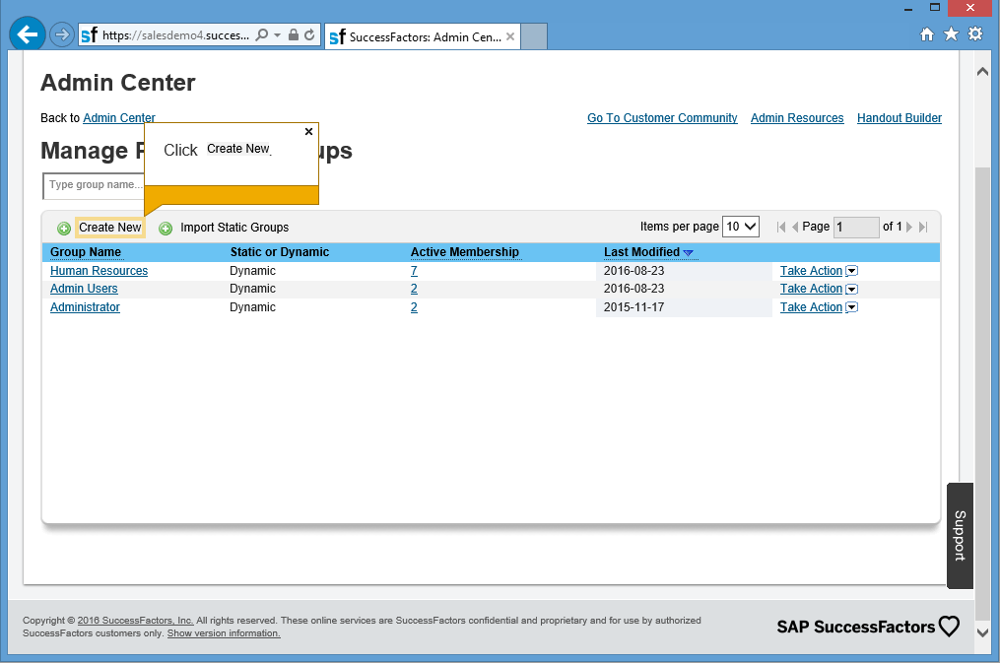 https://salesdemo4.succes...
SuccessFactors: Admin Cen...
Admin Center
Back to Admin Center
Go To Customer Community Admin Resources Handout Builder
Click Create New.
Manage
ups
Type group name...
Create New Import Static Groups Items per page 10 Page 1 of 1
Group Name Static or Dynamic Active Membership Last Modified
Human Resources Dynamic 7 2016-08-23 Take Action
Admin Users Dynamic 2 2016-08-23 Take Action
Administrator Dynamic 2 2015-11-17 Take Action
Support
Copyright © 2016 SuccessFactors, Inc. All rights reserved. These online services are SuccessFactors confidential and proprietary and for use by authorized
SuccessFactors customers only. Show version information.
SAP SuccessFactors